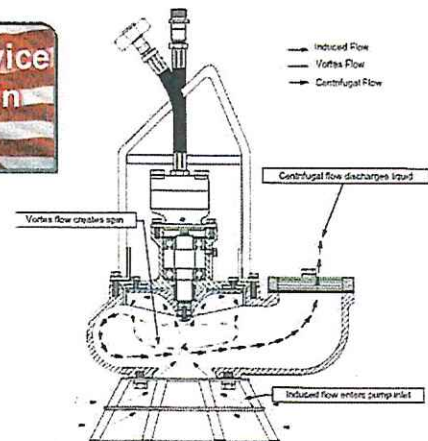 vice
n
Induced Flow
Vortex Flow
Centrifugal Flow
Centrifugal flow discharges liquid
Vortex flow creates spin
Induced flow enters pump inlet